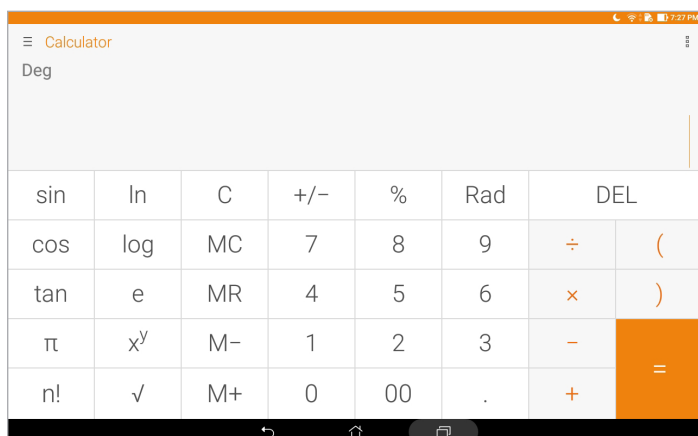 7:27 PM
Calculator
Deg
sin ln C +/− % Rad DEL
cos log MC 7 8 9 ÷ (
tan e MR 4 5 6 × )
π xʸ M− 1 2 3 − =
n! √ M+ 0 00 . +